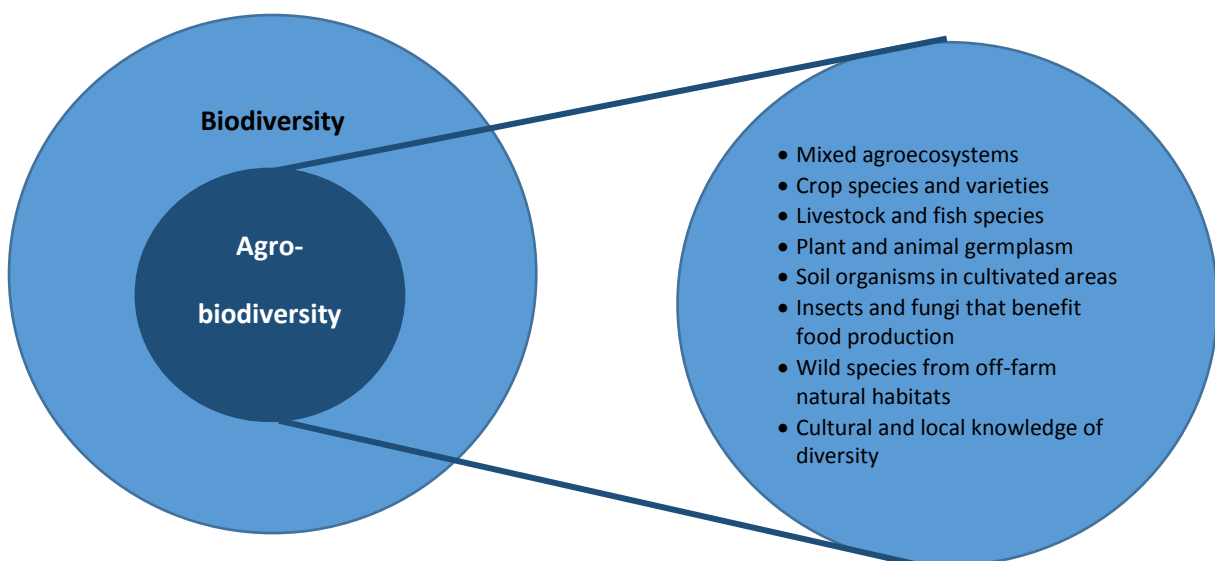 Biodiversity
Agro-
biodiversity
• Mixed agroecosystems
• Crop species and varieties
• Livestock and fish species
• Plant and animal germplasm
• Soil organisms in cultivated areas
• Insects and fungi that benefit
food production
• Wild species from off-farm
natural habitats
• Cultural and local knowledge of
diversity